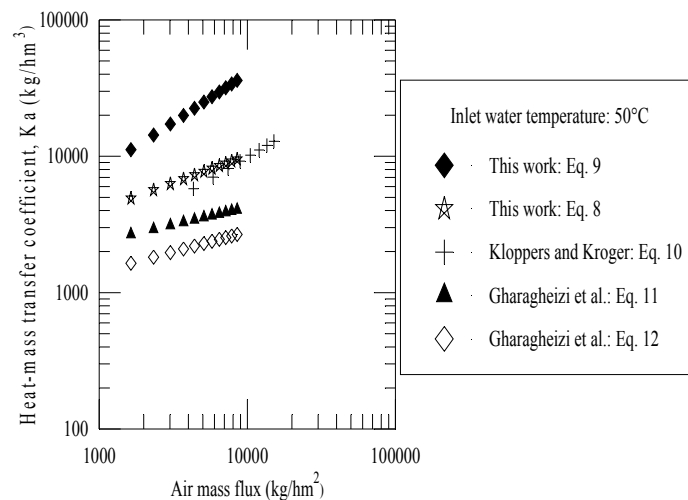 100000
10000
1000
100
Heat-mass transfer coefficient, Ka (kg/hm³)
1000
10000
100000
Air mass flux (kg/hm²)
Inlet water temperature: 50°C
This work: Eq. 9
This work: Eq. 8
Kloppers and Kroger: Eq. 10
Gharagheizi et al.: Eq. 11
Gharagheizi et al.: Eq. 12